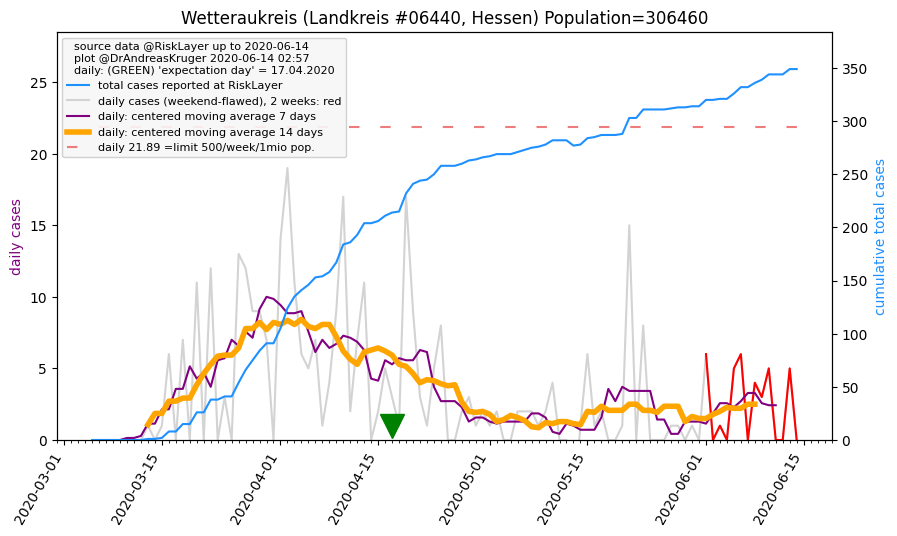 Wetteraukreis (Landkreis #06440, Hessen) Population=306460
source data @RiskLayer up to 2020-06-14
plot @DrAndreasKruger 2020-06-14 02:57
daily: (GREEN) 'expectation day' = 17.04.2020
total cases reported at RiskLayer
daily cases (weekend-flawed), 2 weeks: red
daily: centered moving average 7 days
daily: centered moving average 14 days
daily 21.89 =limit 500/week/1mio pop.
daily cases
25
20
15
10
5
0
cumulative total cases
350
300
250
200
150
100
50
0
2020-03-01
2020-03-15
2020-04-01
2020-04-15
2020-05-01
2020-05-15
2020-06-01
2020-06-15